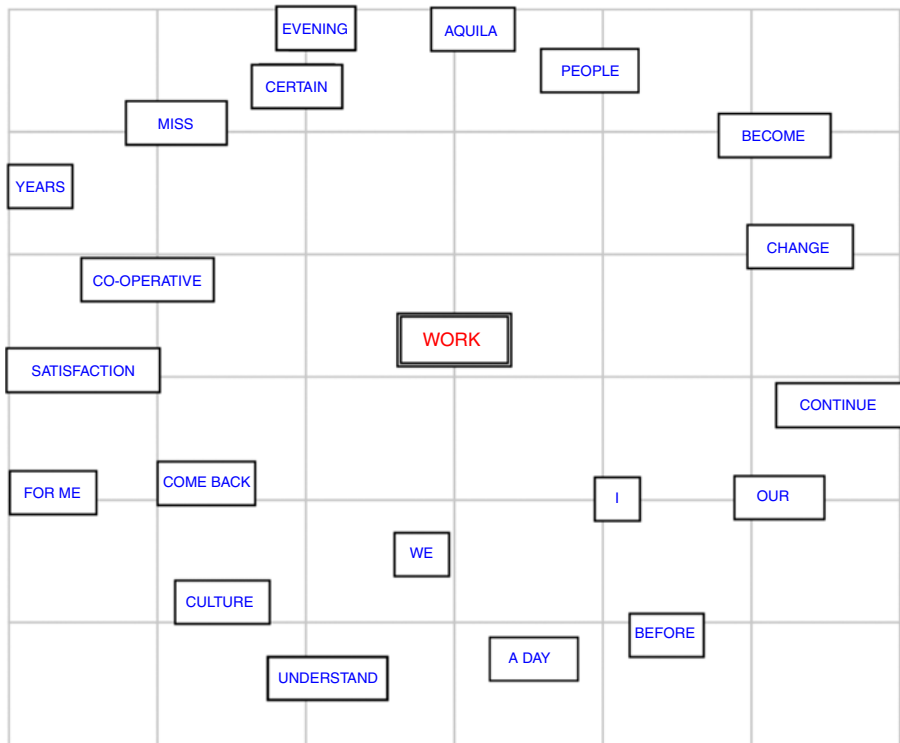 EVENING
AQUILA
PEOPLE
CERTAIN
MISS
BECOME
YEARS
CHANGE
CO-OPERATIVE
WORK
SATISFACTION
CONTINUE
FOR ME
COME BACK
I
OUR
WE
CULTURE
BEFORE
A DAY
UNDERSTAND